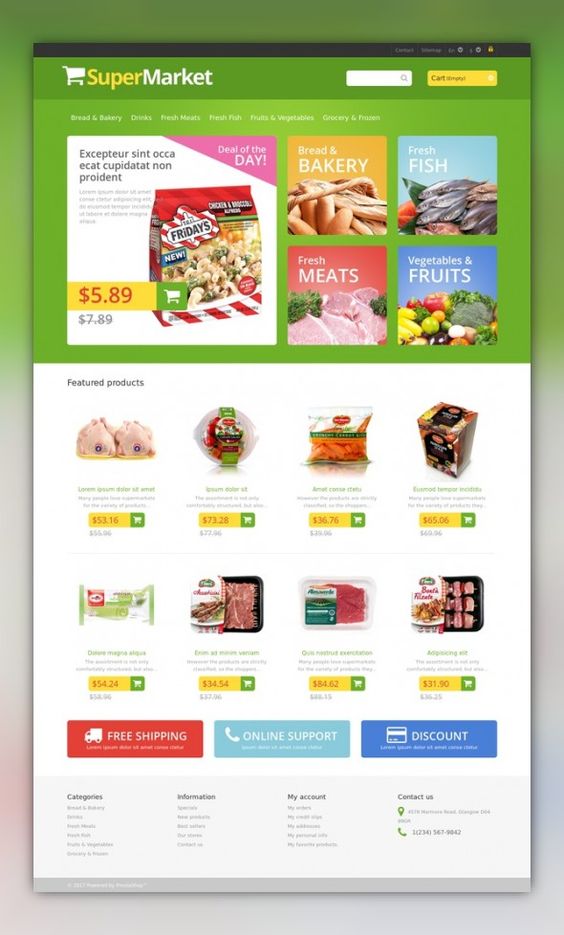 Contact Sitemap En $
SuperMarket
Cart (Empty)
Bread & Bakery Drinks Fresh Meats Fresh Fish Fruits & Vegetables Grocery & Frozen
Excepteur sint occa
ecat cupidatat non
proident
Lorem ipsum dolor sit amet
consectetur adipisicing elit, sed
do eiusmod tempor incididunt
ut labore et dolore magna
aliqua
Deal of the
DAY!
T.G.I.
FRiDAYS
CHICKEN & BROCCOLI
ALFREDO
NEW!
$5.89
$7.89
Bread &
BAKERY
Fresh
FISH
Fresh
MEATS
Vegetables &
FRUITS
Featured products
Lorem ipsum dolor sit amet
Many people love supermarkets
for the variety of products...
$53.16
$55.96
Ipsum dolor sit
The assortment is not only
comfortably structured, but also...
$73.28
$77.96
Amet conse ctetu
However the products are strictly
classified, so the shoppers...
$36.76
$39.96
Eusmod tempor incididu
Many people love supermarkets
for the variety of products they...
$65.06
$69.96
Dolore magna aliqua
The assortment is not only
comfortably structured, but also...
$54.24
$58.96
Enim ad minim veniam
However the products are strictly
classified, so the shoppers...
$34.54
$37.96
Quis nostrud exercitation
Many people love supermarkets
for the variety of products...
$84.62
$88.15
Adipisicing elit
The assortment is not only
comfortably structured, but also...
$31.90
$36.25
FREE SHIPPING
Lorem ipsum dolor sit amet conse ctetur
ONLINE SUPPORT
Ipsum dolor sit amet conse ctetur
DISCOUNT
Lorem ipsum dolor sit amet conse ctetur
Categories
Bread & Bakery
Drinks
Fresh Meats
Fresh Fish
Fruits & Vegetables
Grocery & Frozen
Information
Specials
New products
Best sellers
Our stores
Contact us
My account
My orders
My credit slips
My addresses
My personal info
My favorite products.
Contact us
4578 Marmora Road, Glasgow D04
89GR
1(234) 567-9842
© 2017 Powered by PrestaShop™